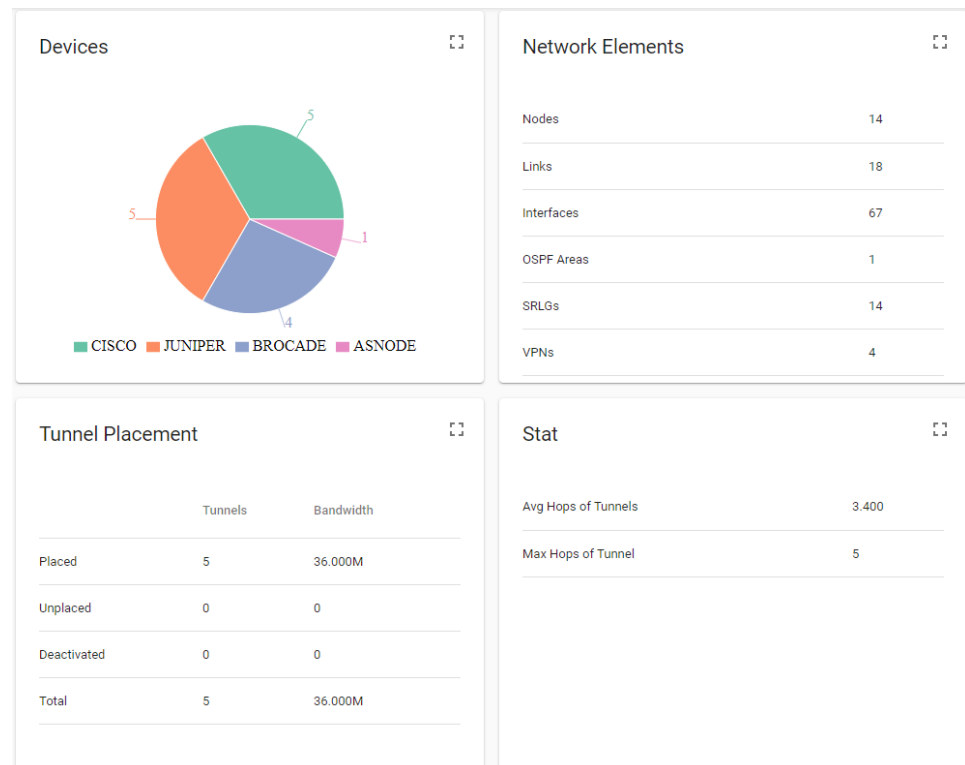 Devices
5
5
1
4
CISCO JUNIPER BROCADE ASNODE
Network Elements
Nodes 14
Links 18
Interfaces 67
OSPF Areas 1
SRLGs 14
VPNs 4
Tunnel Placement
Tunnels Bandwidth
Placed 5 36.000M
Unplaced 0 0
Deactivated 0 0
Total 5 36.000M
Stat
Avg Hops of Tunnels 3.400
Max Hops of Tunnel 5